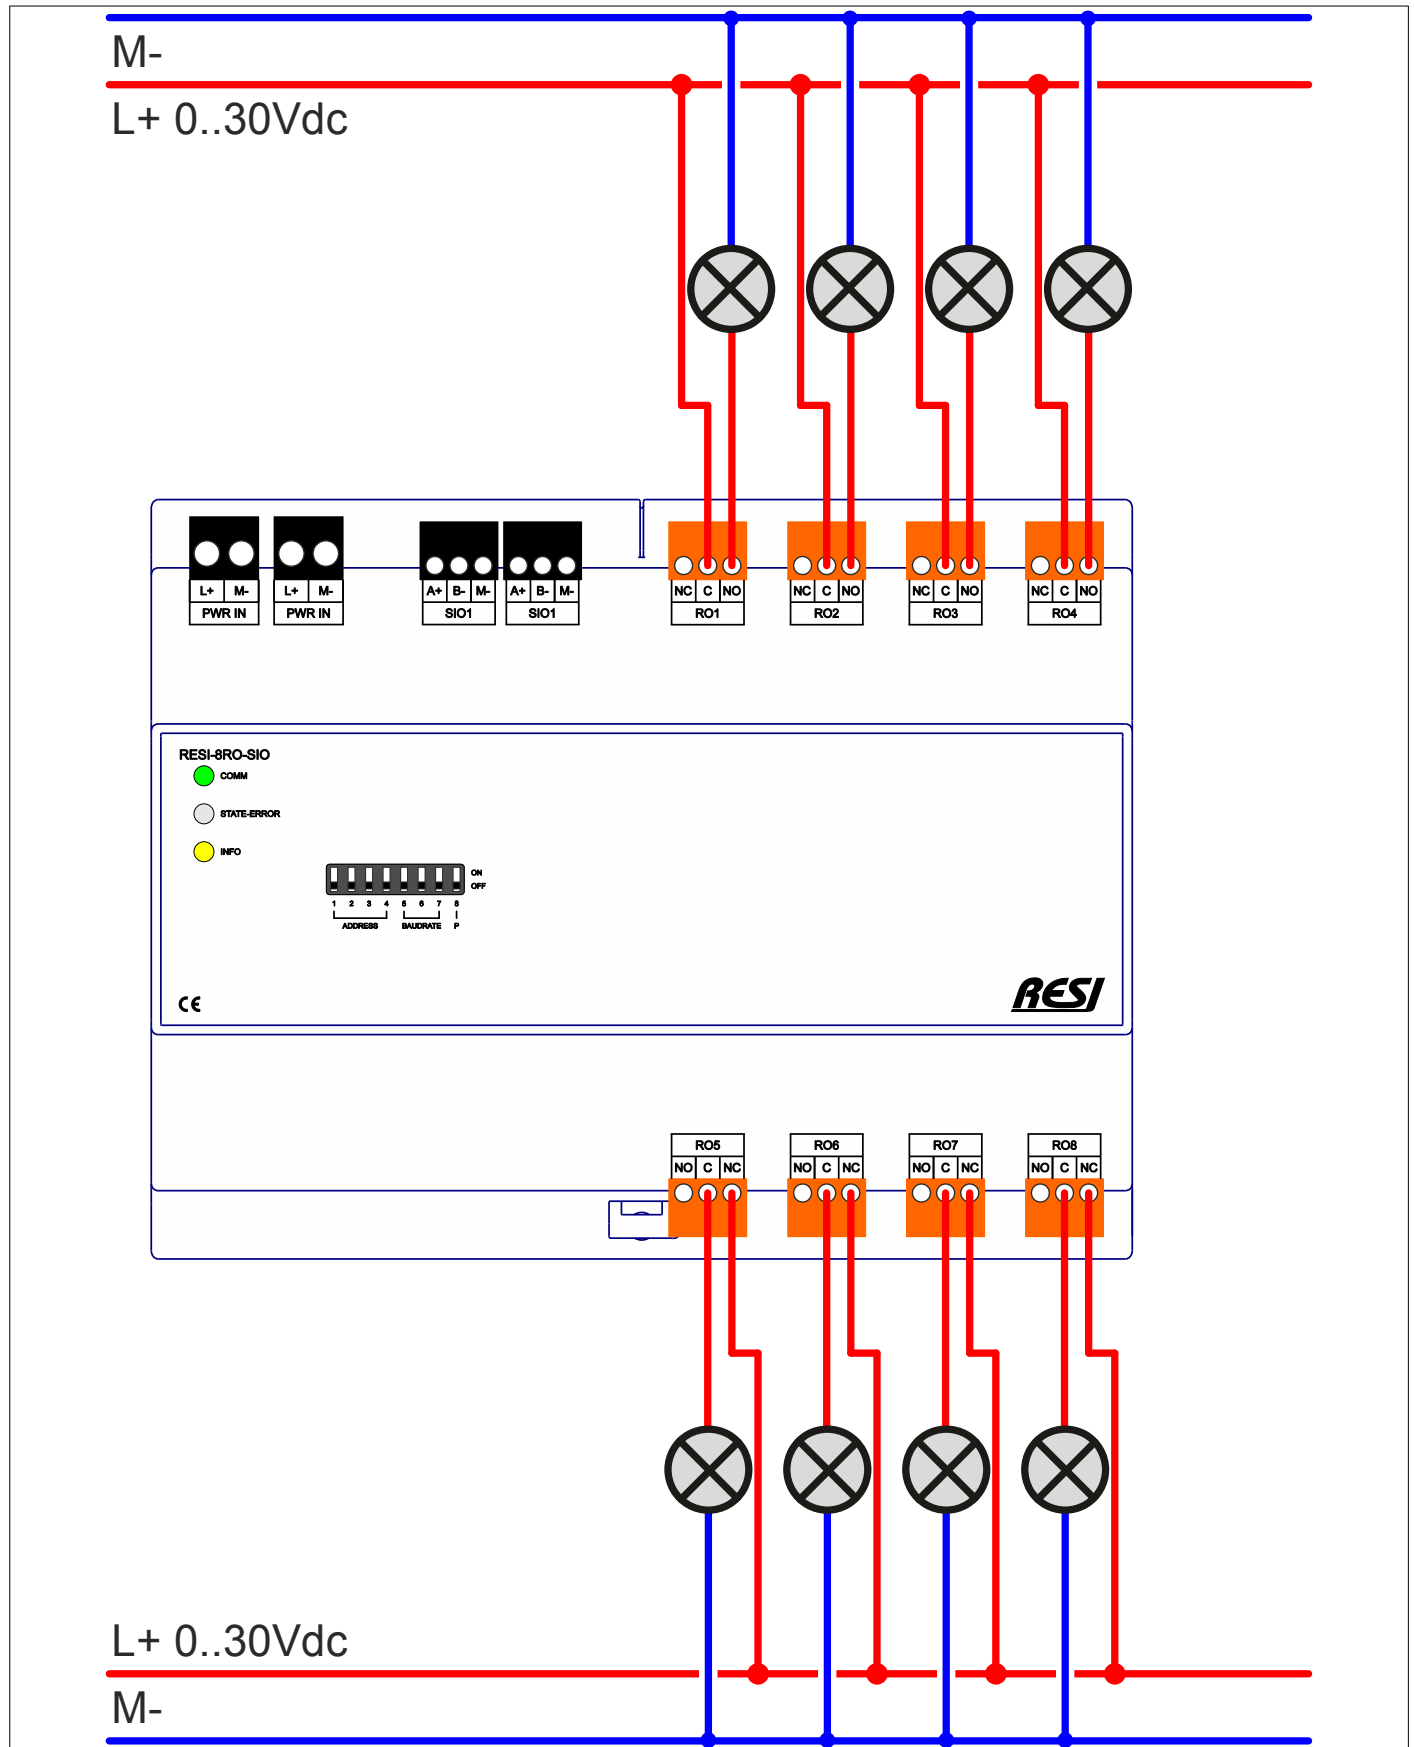 M-
L+ 0..30Vdc
L+ M- L+ M- A+ B- M- A+ B- M- NC C NO NC C NO NC C NO NC C NO
PWR IN PWR IN SIO1 SIO1 RO1 RO2 RO3 RO4
RESI-8RO-SIO
COMM
STATE-ERROR
INFO
ON
OFF
1 2 3 4 5 6 7 8
ADDRESS BAUDRATE P
CE RESI
RO5 RO6 RO7 RO8
NO C NC NO C NC NO C NC NO C NC
L+ 0..30Vdc
M-